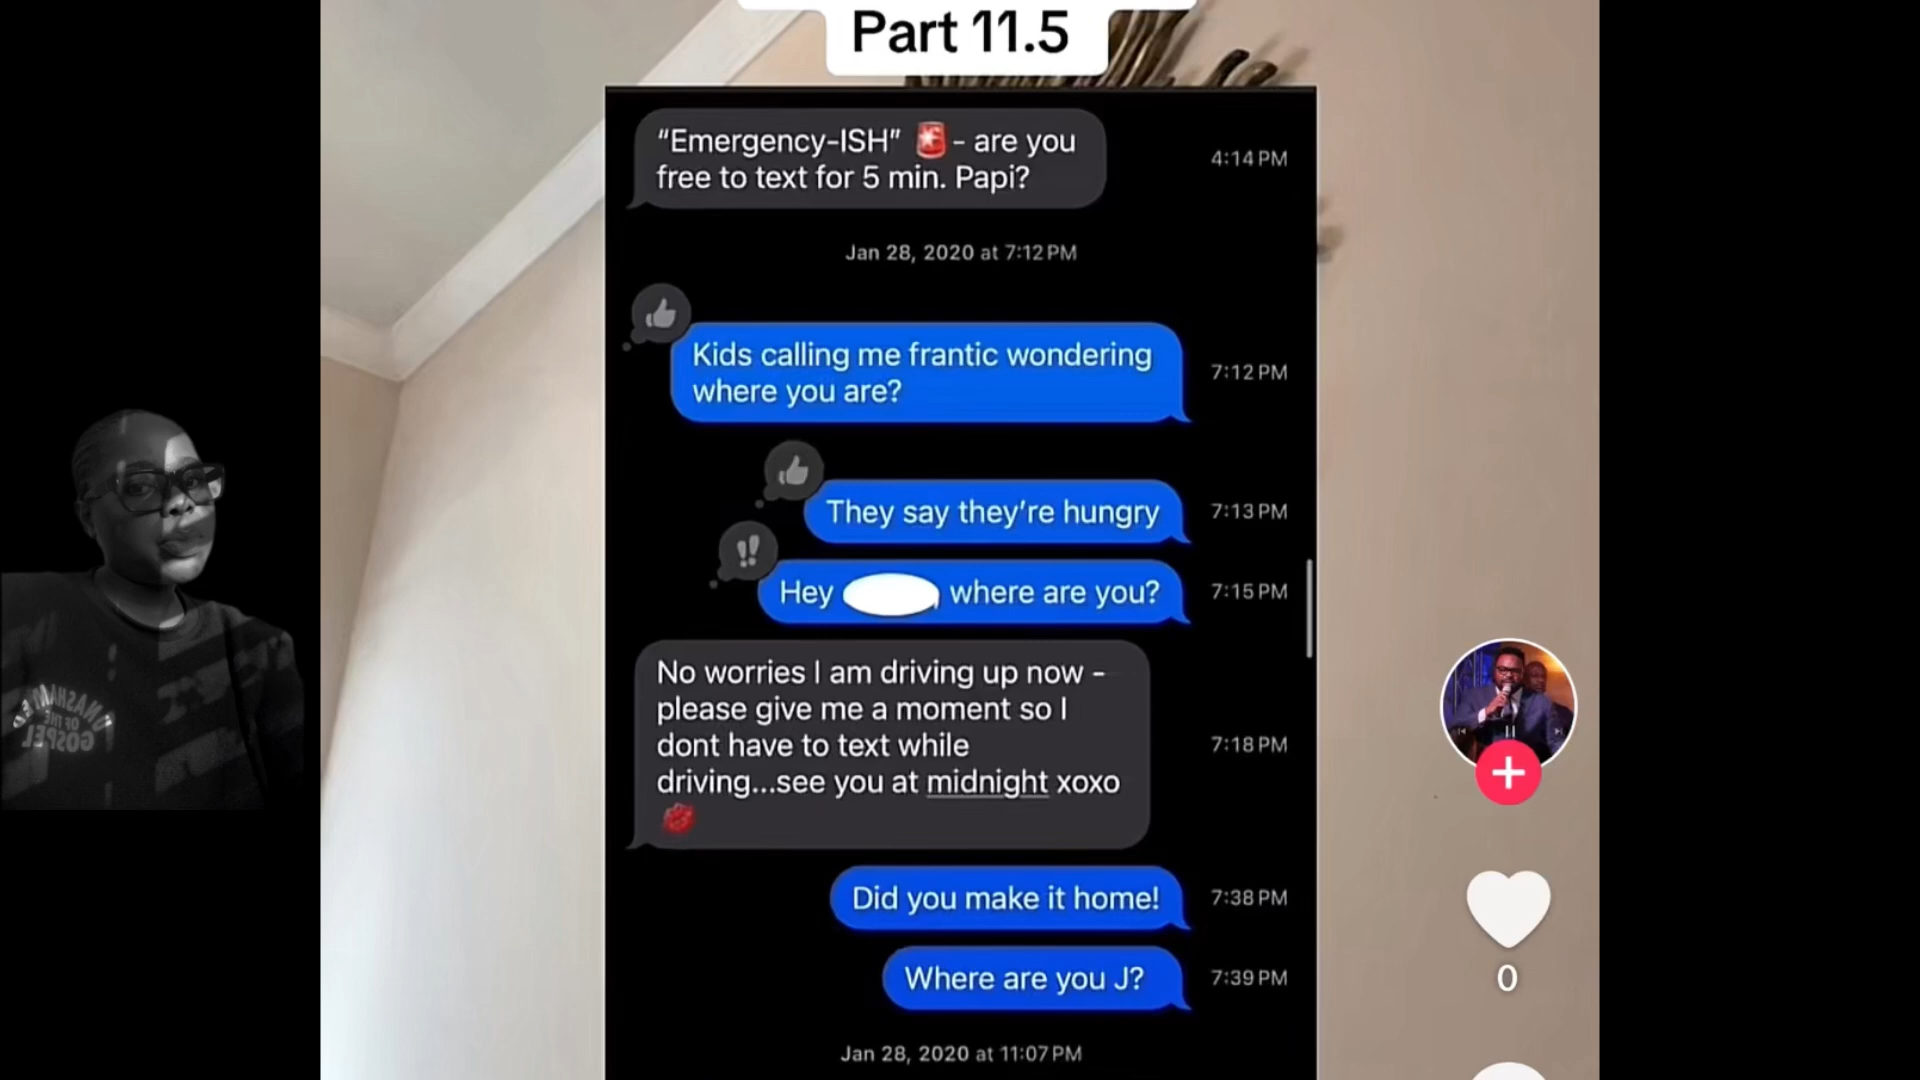 Part 11.5
"Emergency-ISH" 🚨 - are you
free to text for 5 min. Papi?
4:14 PM
Jan 28, 2020 at 7:12 PM
Kids calling me frantic wondering
where you are?
7:12 PM
They say they're hungry
7:13 PM
Hey where are you?
7:15 PM
No worries I am driving up now -
please give me a moment so I
dont have to text while
driving...see you at midnight xoxo
7:18 PM
Did you make it home!
7:38 PM
Where are you J?
7:39 PM
Jan 28, 2020 at 11:07 PM
UNASHAMED
OF THE
GOSPEL
0